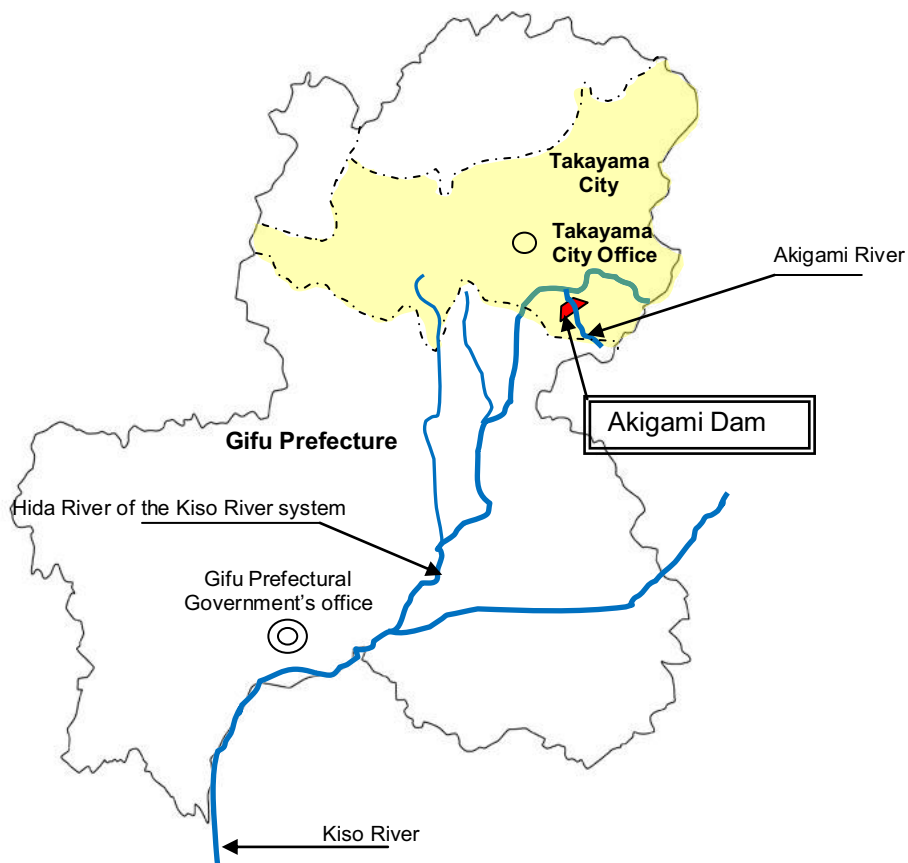 Takayama
City
Takayama
City Office
Akigami River
Akigami Dam
Gifu Prefecture
Hida River of the Kiso River system
Gifu Prefectural
Government's office
Kiso River